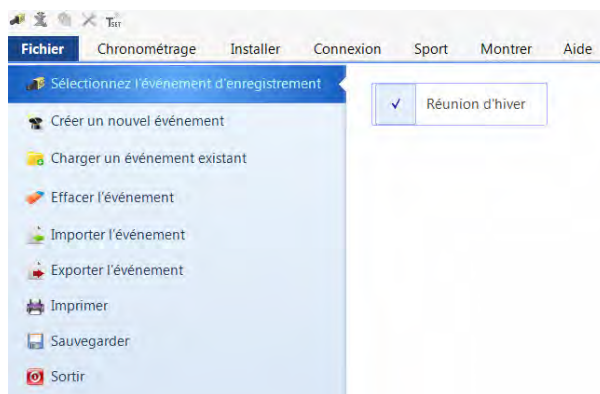 TSET
Fichier Chronométrage Installer Connexion Sport Montrer Aide
Sélectionnez l'événement d'enregistrement
Réunion d'hiver
Créer un nouvel événement
Charger un événement existant
Effacer l'événement
Importer l'événement
Exporter l'événement
Imprimer
Sauvegarder
Sortir